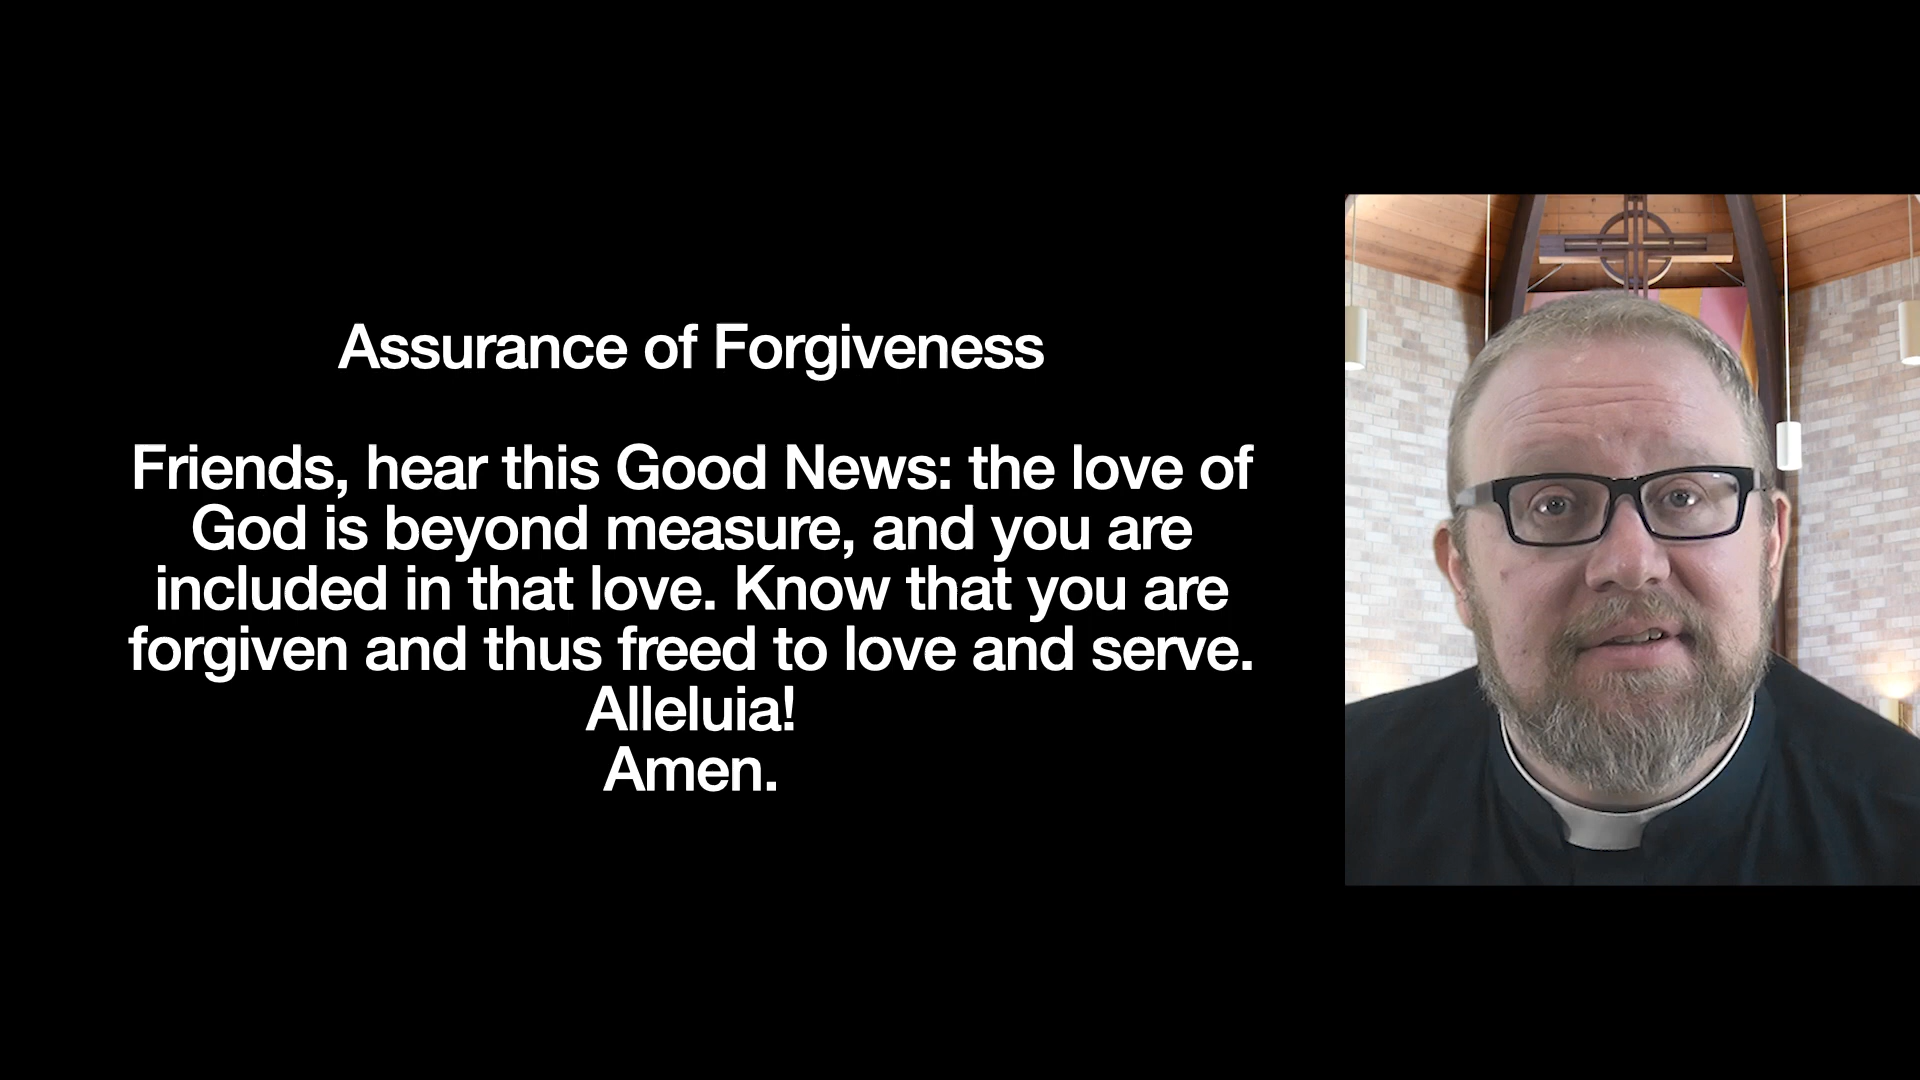 Assurance of Forgiveness
Friends, hear this Good News: the love of
God is beyond measure, and you are
included in that love. Know that you are
forgiven and thus freed to love and serve.
Alleluia!
Amen.